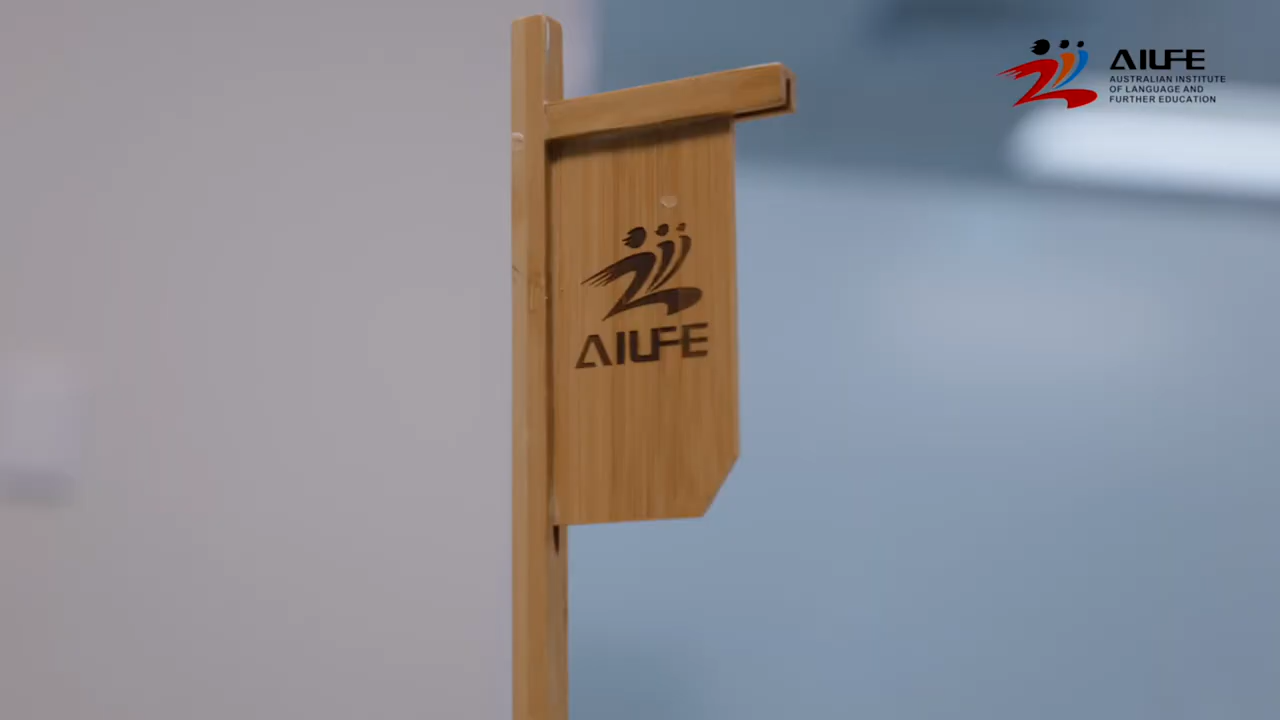 AILFE
AUSTRALIAN INSTITUTE
OF LANGUAGE AND
FURTHER EDUCATION
AILFE